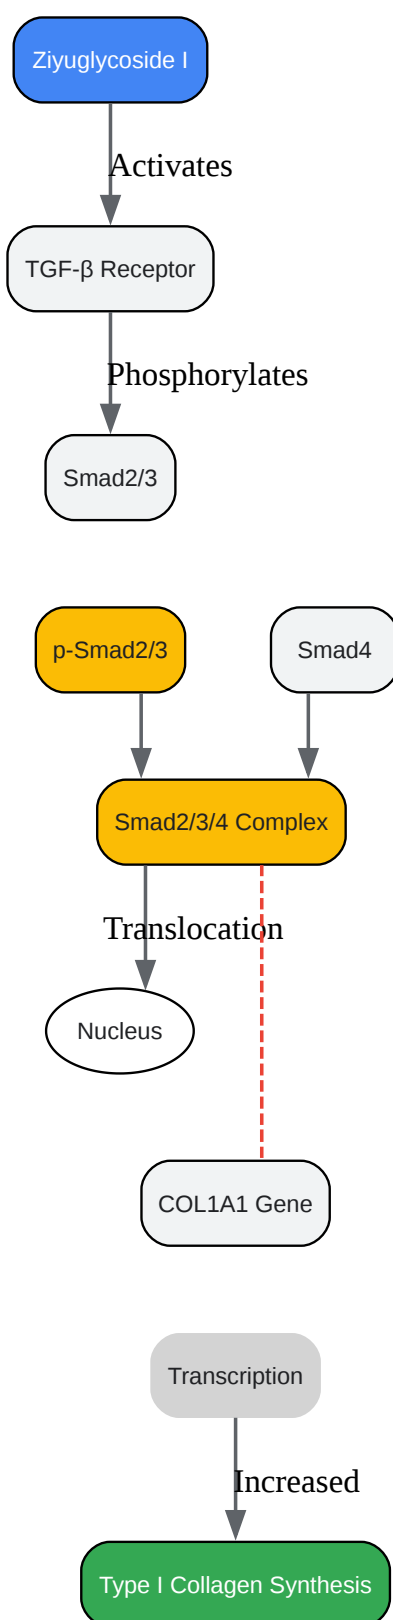 Ziyuglycoside I
Activates
TGF-β Receptor
Phosphorylates
Smad2/3
p-Smad2/3
Smad4
Smad2/3/4 Complex
Translocation
Nucleus
COL1A1 Gene
Transcription
Increased
Type I Collagen Synthesis